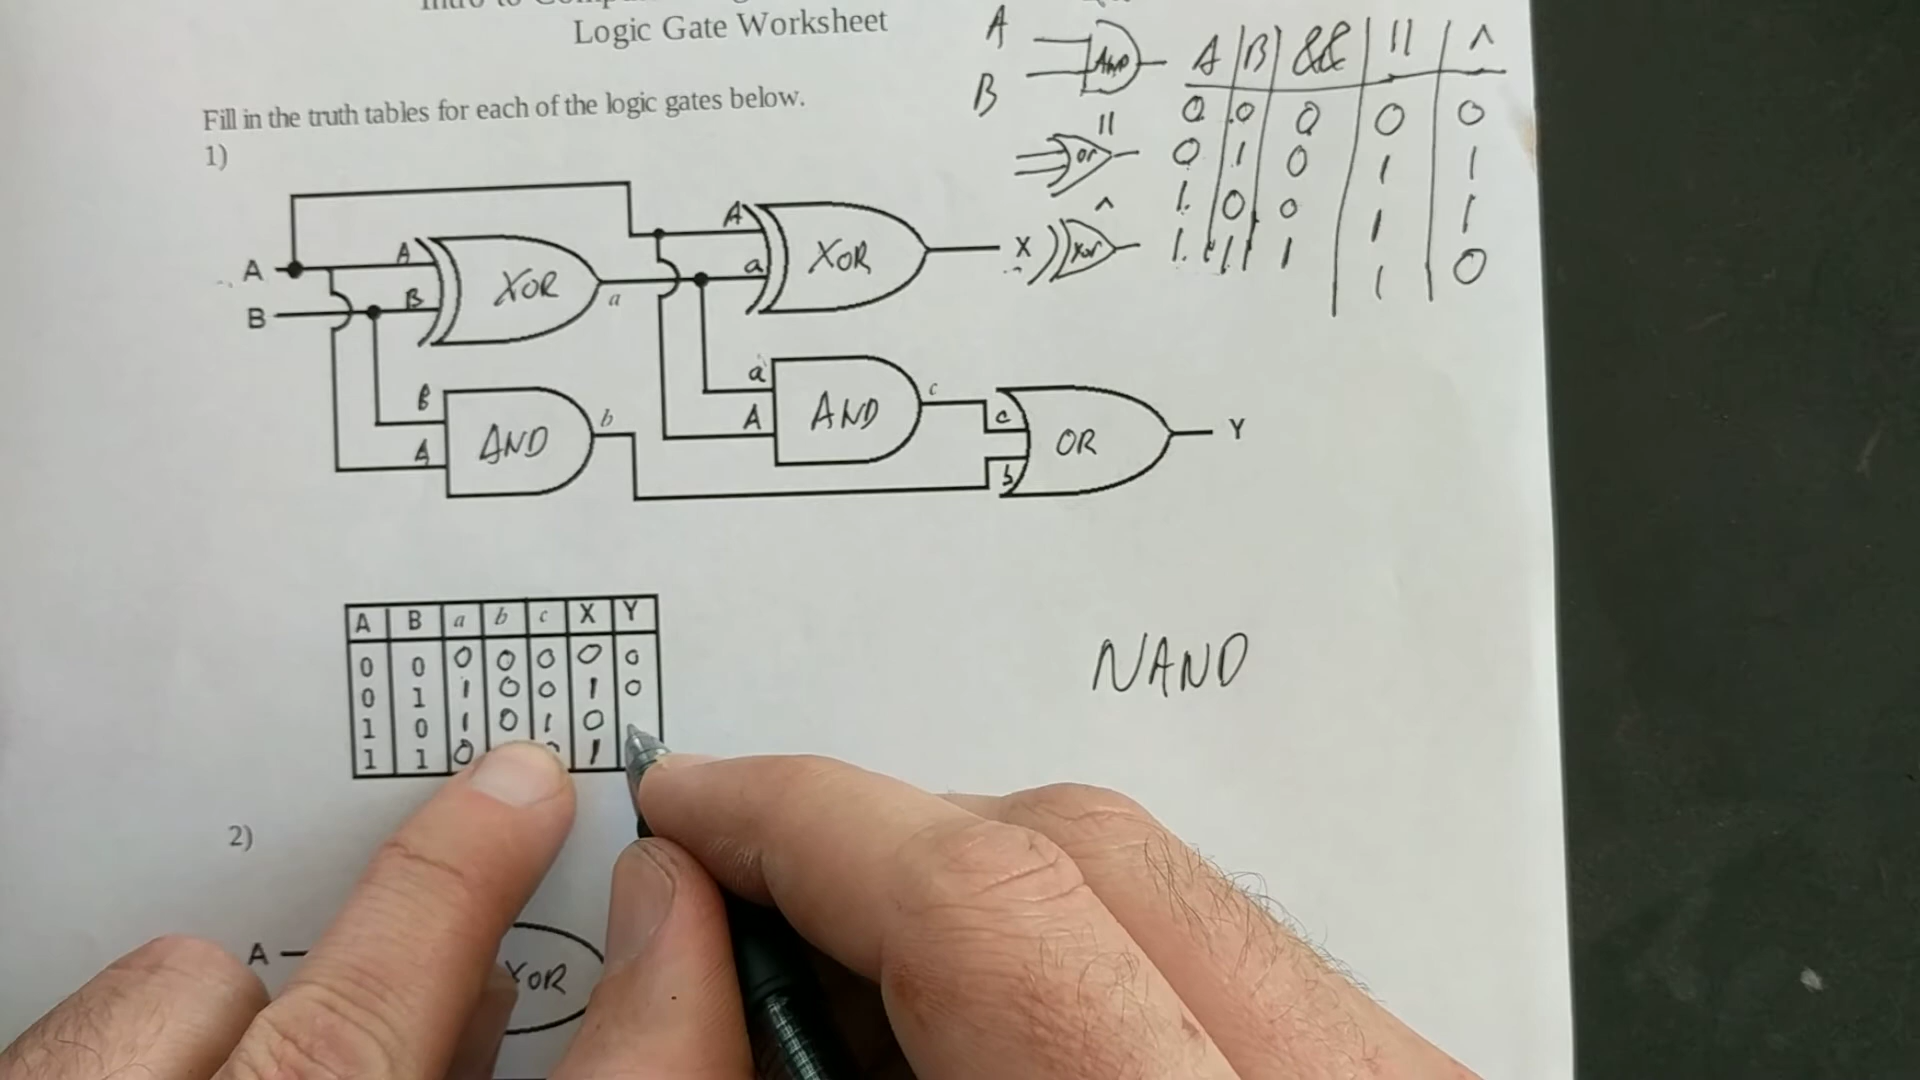 Logic Gate Worksheet
Fill in the truth tables for each of the logic gates below.
1)
A
B
AND
A B && || ^
0 0 0 0 0
0 1 0 1 1
1 0 0 1 1
1 1 1 1 0
||
or
^
xor
A
B
A
B
XOR
a
A
a
XOR
X
B
A
AND
b
a
A
AND
c
c
b
OR
Y
A B a b c X Y
0 0 0 0 0 0 0
0 1 1 0 0 1 0
1 0 1 0 1 0
1 1 0 1
NAND
2)
A
XOR